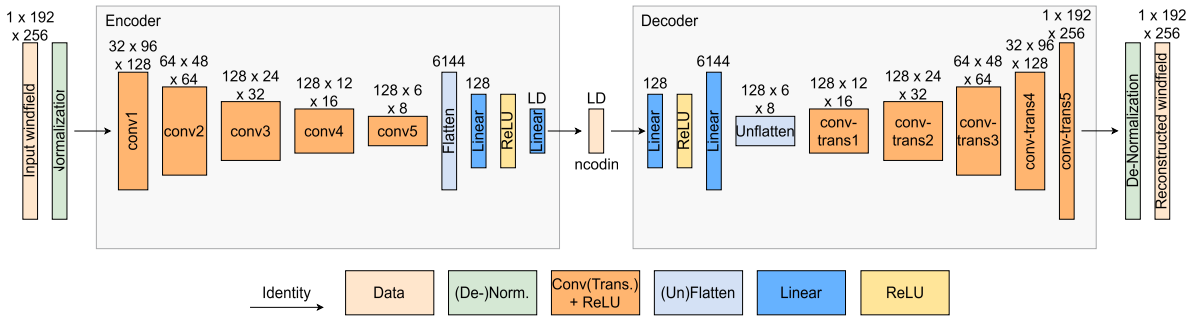 1 x 192
x 256
Input windfield
Normalization
Encoder
32 x 96
x 128
conv1
64 x 48
x 64
conv2
128 x 24
x 32
conv3
128 x 12
x 16
conv4
128 x 6
x 8
conv5
6144
Flatten
128
Linear
ReLU
LD
Linear
LD
ncodin
Decoder
128
Linear
ReLU
6144
Linear
128 x 6
x 8
Unflatten
128 x 12
x 16
conv-
trans1
128 x 24
x 32
conv-
trans2
64 x 48
x 64
conv-
trans3
32 x 96
x 128
conv-trans4
1 x 192
x 256
conv-trans5
De-Normalization
1 x 192
x 256
Reconstructed windfield
Identity
Data
(De-)Norm.
Conv(Trans.)
+ ReLU
(Un)Flatten
Linear
ReLU